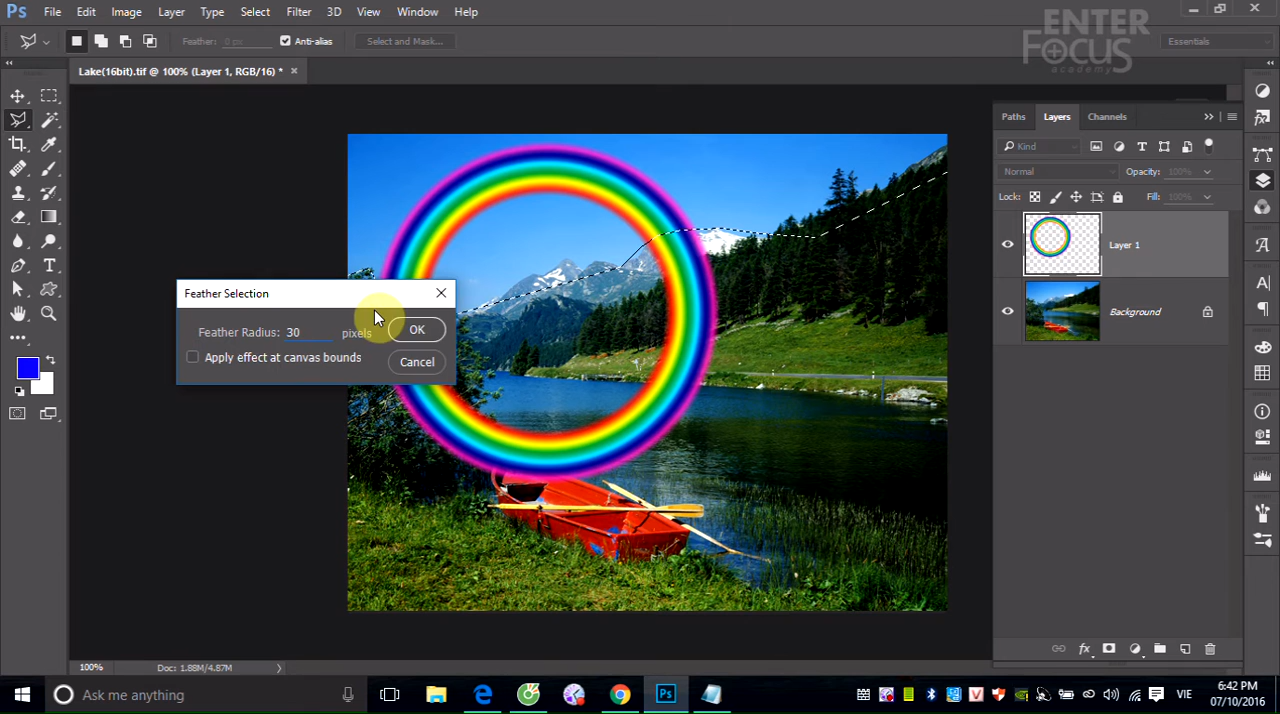 Ps File Edit Image Layer Type Select Filter 3D View Window Help
ENTER
FOCUS
academy
Feather: 0 px Anti-alias Select and Mask... Essentials
Lake(16bit).tif @ 100% (Layer 1, RGB/16) * ×
Paths Layers Channels
Kind
Normal Opacity: 100%
Lock: Fill: 100%
Layer 1
Background
Feather Selection
Feather Radius: 30 pixels OK
Apply effect at canvas bounds Cancel
100% Doc: 1.88M/4.87M
Ask me anything
VIE
6:42 PM
07/10/2016